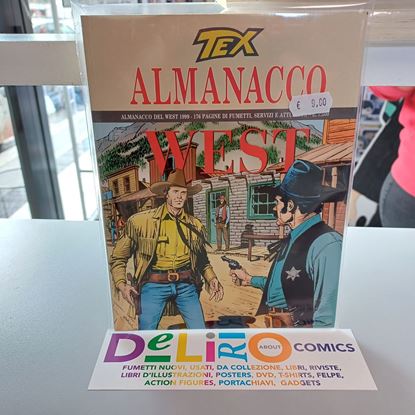 TEX
ALMANACCO
€ 9.00
ALMANACCO DEL WEST 1999 - 176 PAGINE DI FUMETTI, SERVIZI E
WEST
DeLiRiO ABOUT COMICS
FUMETTI NUOVI, USATI, DA COLLEZIONE, LIBRI, RIVISTE,
LIBRI D'ILLUSTRAZIONI, POSTERS, DVD, T-SHIRTS, FELPE,
ACTION FIGURES, PORTACHIAVI, GADGETS